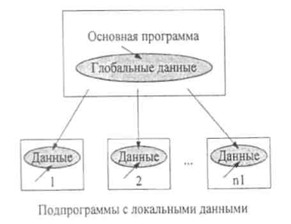 Основная программа
Глобальные данные
Данные Данные ... Данные
1 2 n1
Подпрограммы с локальными данными